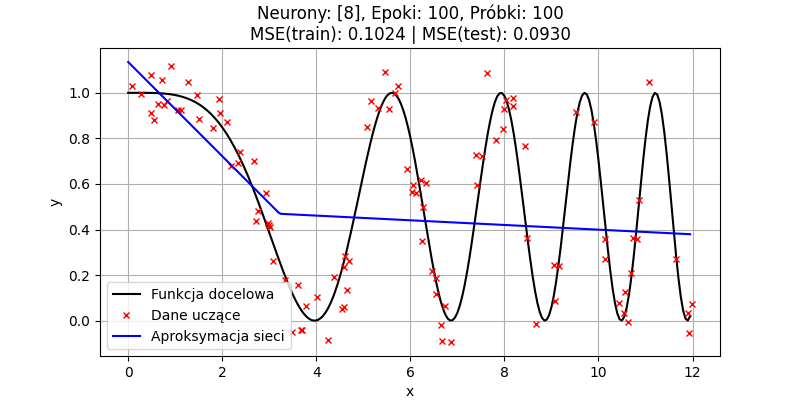 Neurony: [8], Epoki: 100, Próbki: 100
MSE(train): 0.1024 | MSE(test): 0.0930
y
1.0
0.8
0.6
0.4
0.2
0.0
Funkcja docelowa
Dane uczące
Aproksymacja sieci
0 2 4 6 8 10 12
x